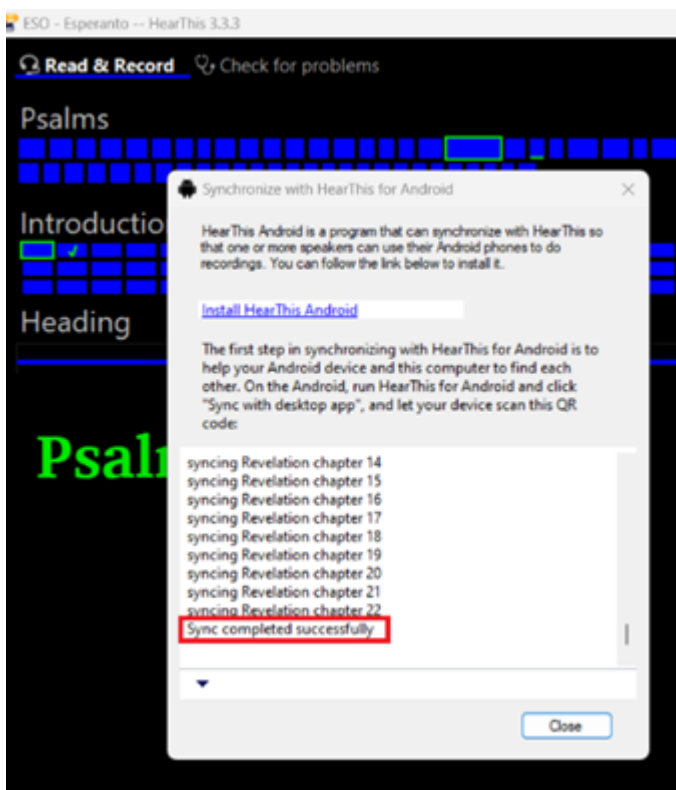 ESO - Esperanto -- HearThis 3.3.3
Read & Record Check for problems
Psalms
Synchronize with HearThis for Android
Introductio
HearThis Android is a program that can synchronize with HearThis so
that one or more speakers can use their Android phones to do
recordings. You can follow the link below to install it.
Install HearThis Android
Heading
The first step in synchronizing with HearThis for Android is to
help your Android device and this computer to find each
other. On the Android, run HearThis for Android and click
"Sync with desktop app", and let your device scan this QR
code:
Psal
syncing Revelation chapter 14
syncing Revelation chapter 15
syncing Revelation chapter 16
syncing Revelation chapter 17
syncing Revelation chapter 18
syncing Revelation chapter 19
syncing Revelation chapter 20
syncing Revelation chapter 21
syncing Revelation chapter 22
Sync completed successfully
Close